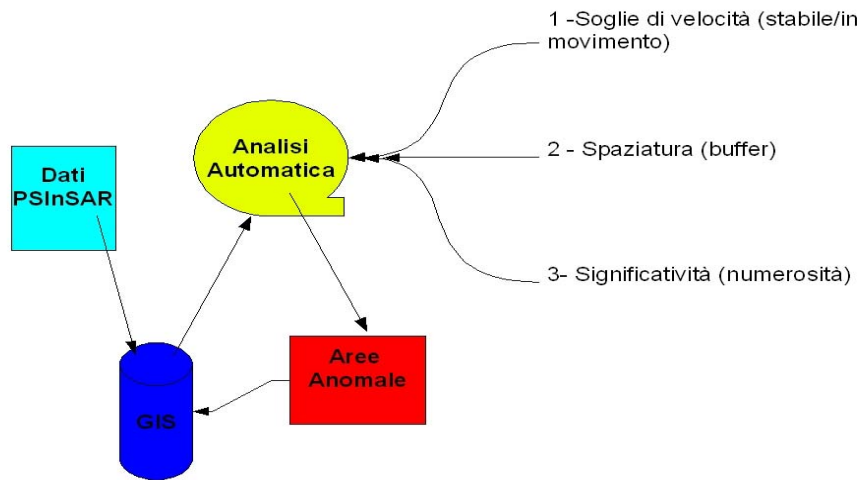 1 -Soglie di velocità (stabile/in
movimento)
Analisi
Automatica
2 - Spaziatura (buffer)
Dati
PSInSAR
3- Significatività (numerosità)
Aree
Anomale
GIS